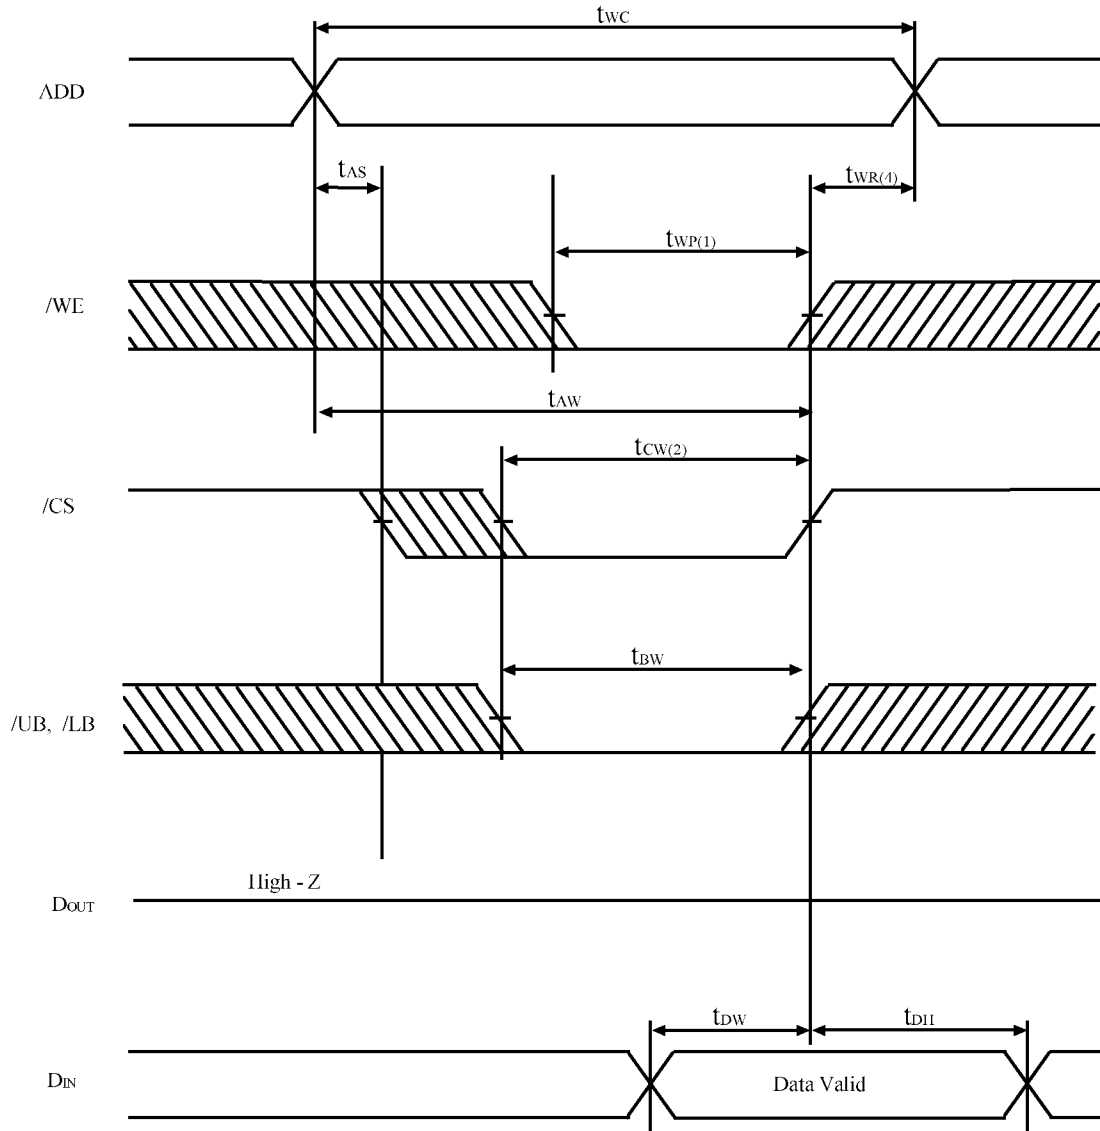 tWC
ADD
tAS
tWR(4)
tWP(1)
/WE
tAW
tCW(2)
/CS
tBW
/UB, /LB
High - Z
DOUT
tDW
tDH
DIN
Data Valid